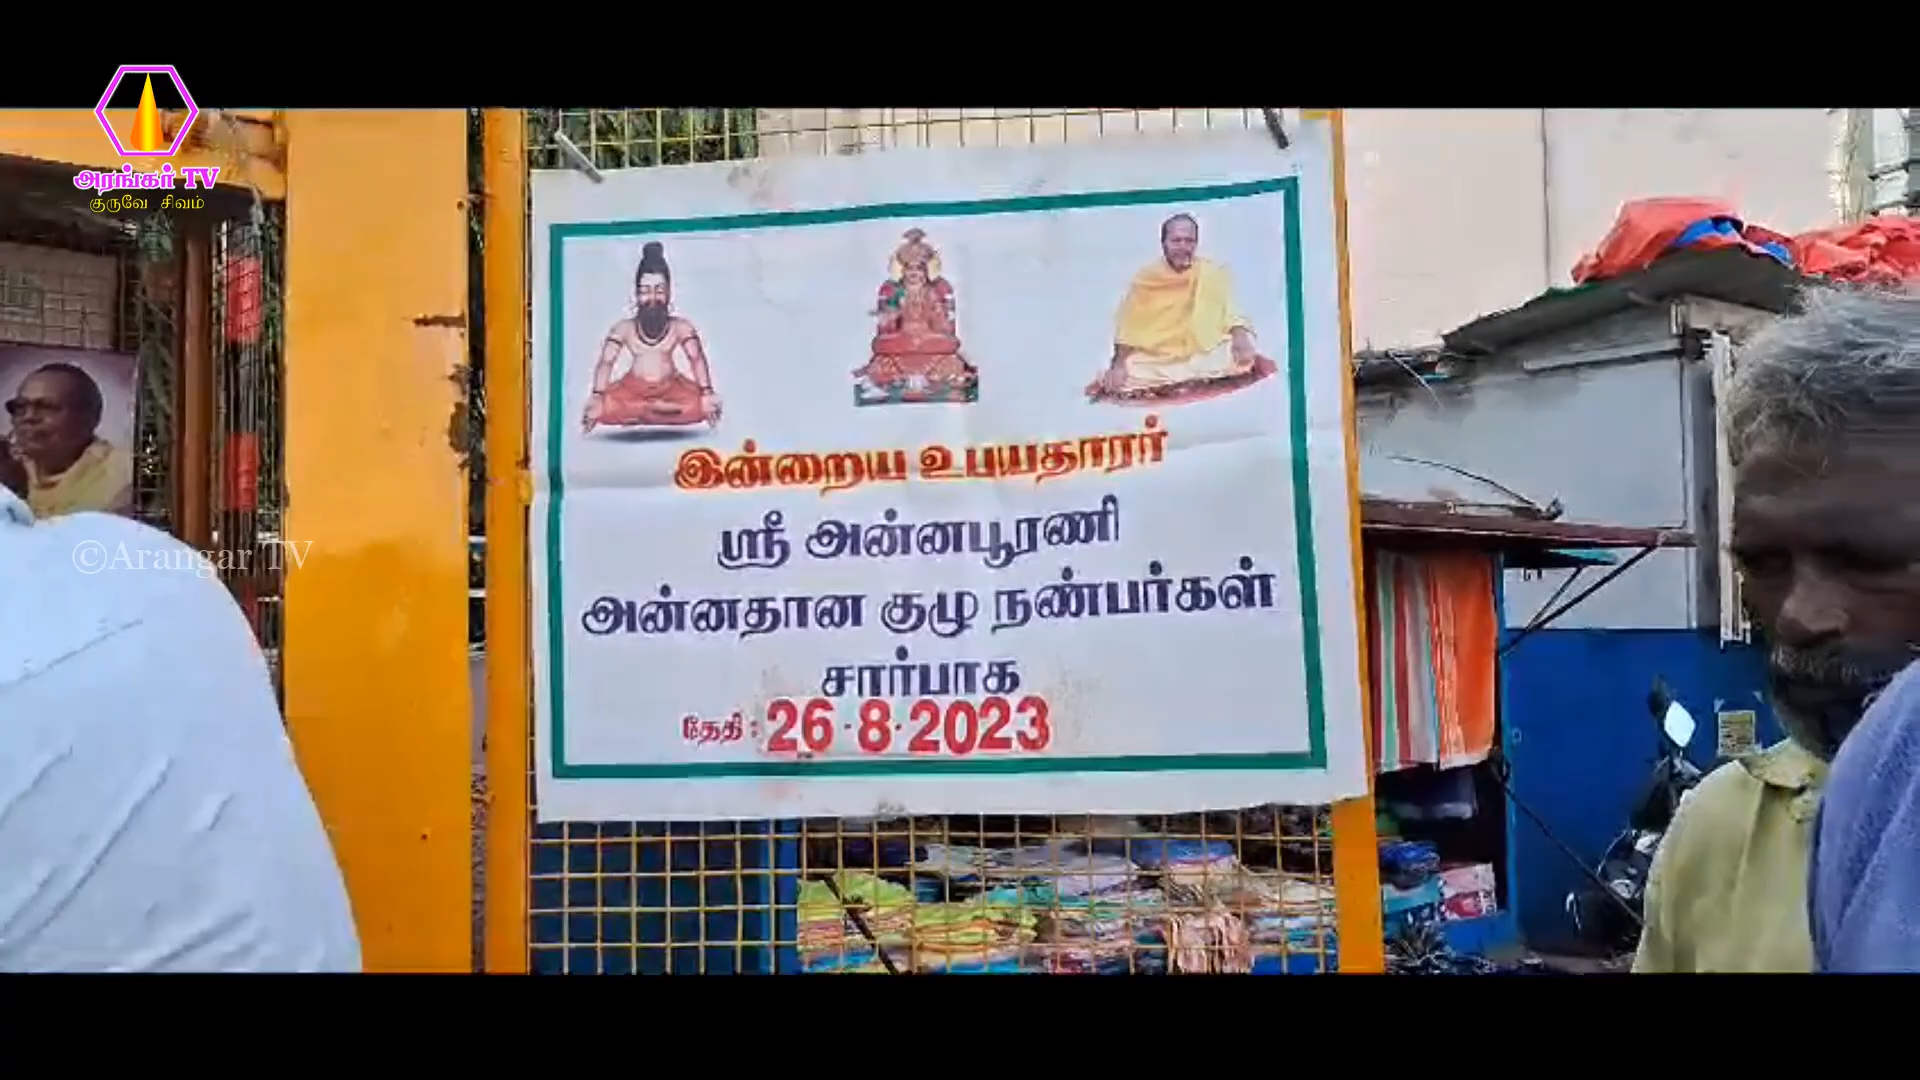 அரங்கர் TV
குருவே சிவம்
©Arangar TV
இன்றைய உபயதாரர்
ஸ்ரீ அன்னபூரணி
அன்னதான குழு நண்பர்கள்
சார்பாக
தேதி : 26.8.2023